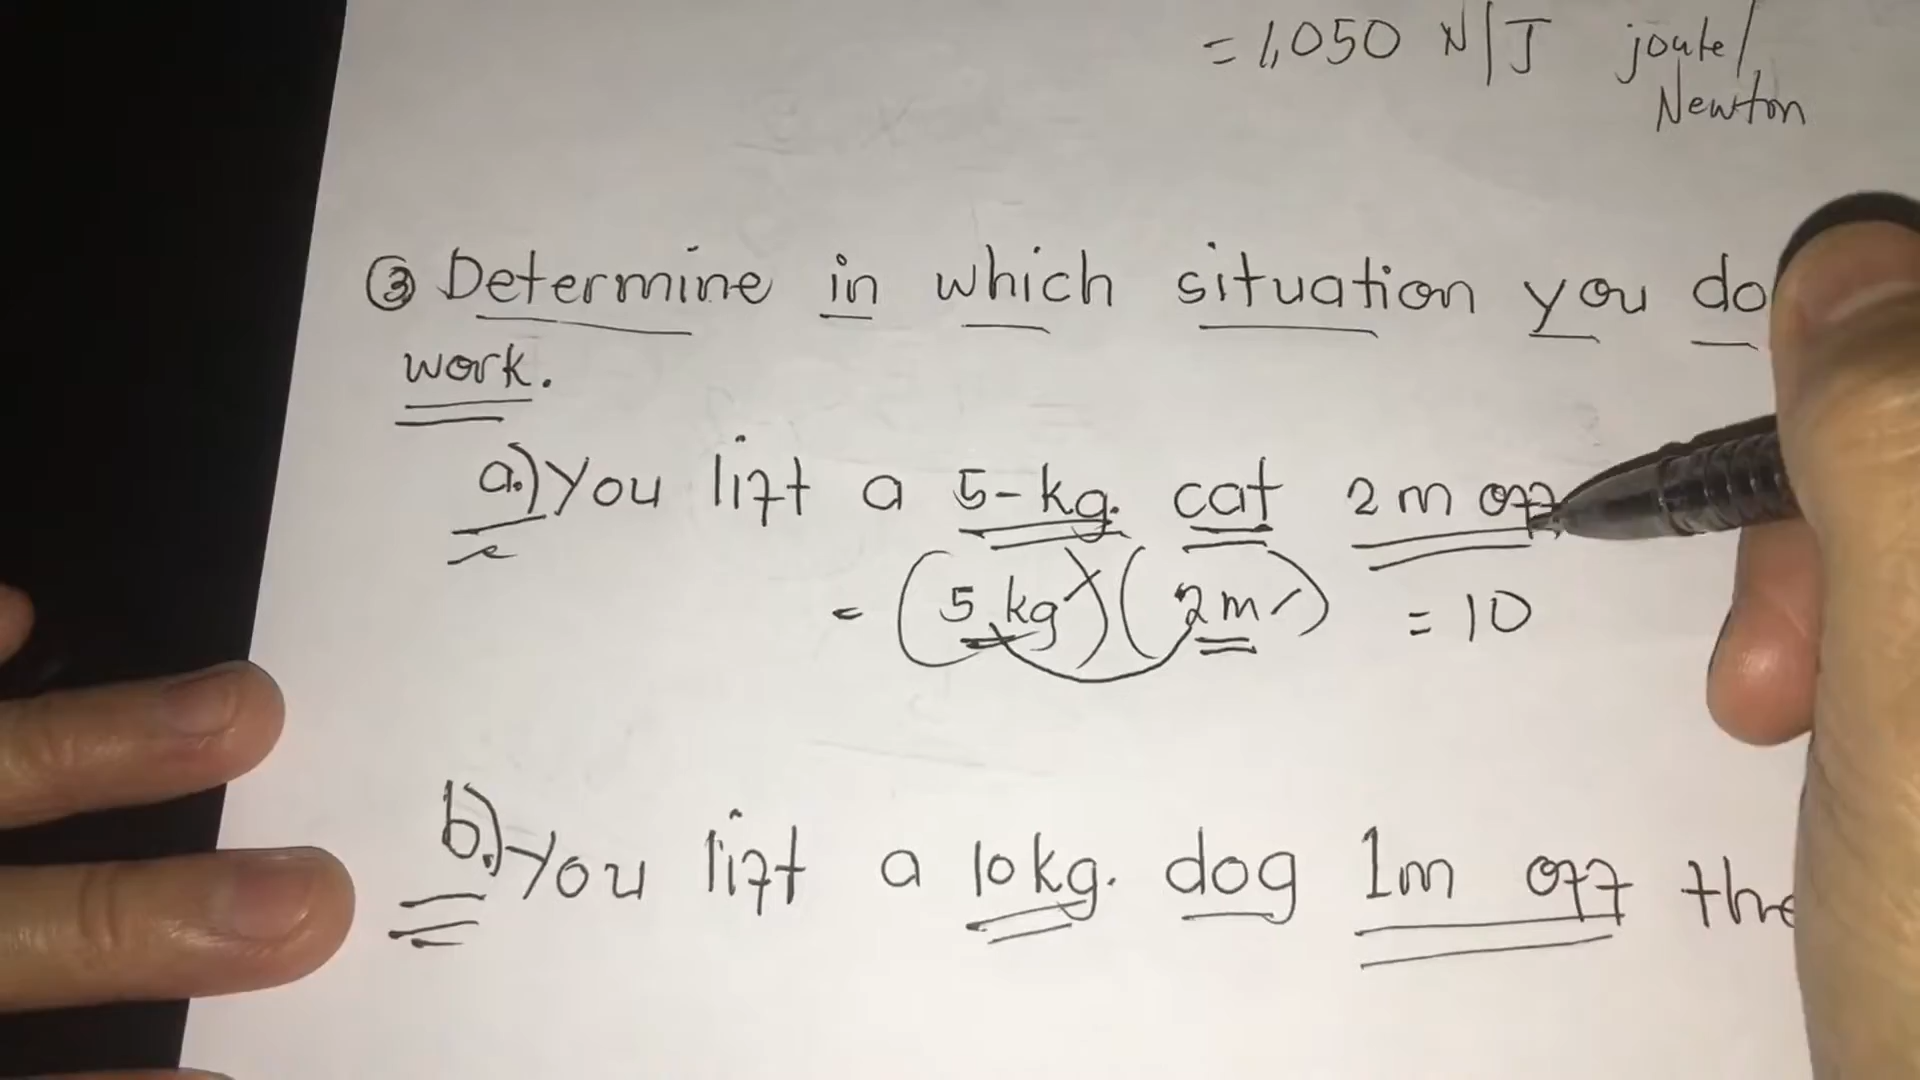 = 1,050 N/J joule/
Newton
③ Determine in which situation you do
work.
a.) You lift a 5-kg. cat 2 m off
= (5 kg)(2m) = 10
b.) You lift a 10kg. dog 1m off the